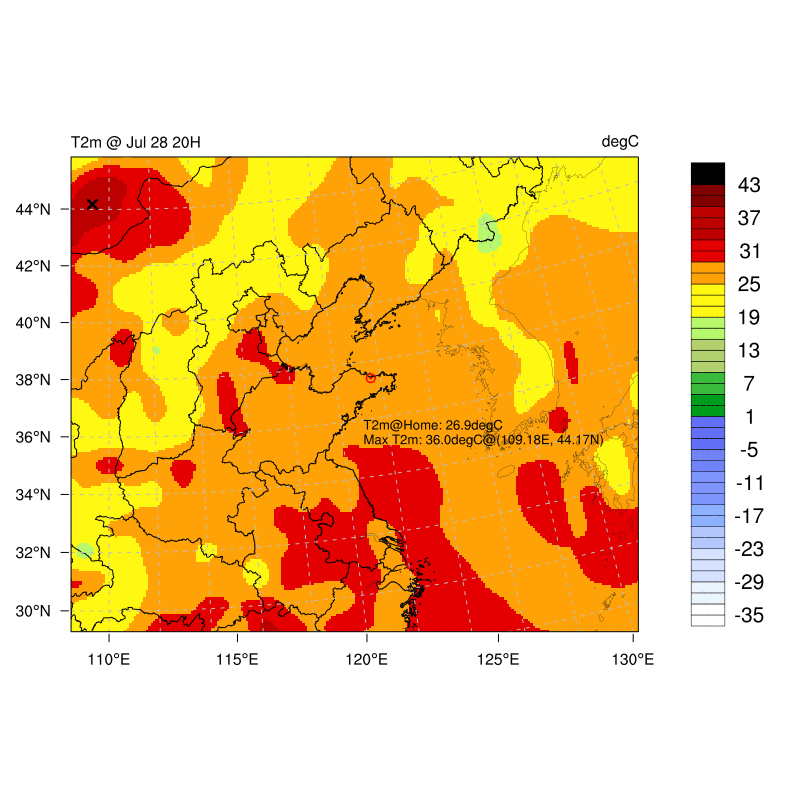 T2m @ Jul 28 20H
degC
44°N
42°N
40°N
38°N
36°N
34°N
32°N
30°N
110°E
115°E
120°E
125°E
130°E
T2m@Home: 26.9degC
Max T2m: 36.0degC@(109.18E, 44.17N)
43
37
31
25
19
13
7
1
-5
-11
-17
-23
-29
-35